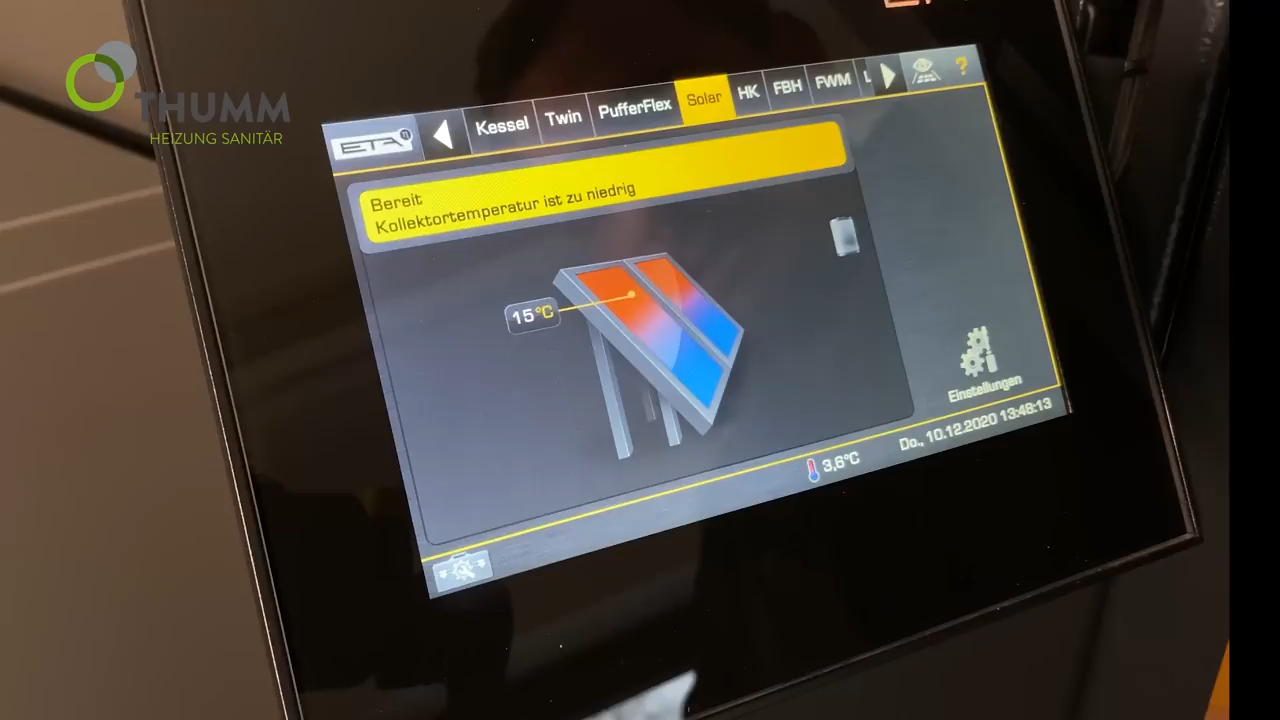 THUMM
HEIZUNG SANITÄR
ETA
Kessel
Twin
PufferFlex
Solar
HK
FBH
FWM
?
Bereit
Kollektortemperatur ist zu niedrig
15°C
Einstellungen
3,6°C
Do., 10.12.2020 13:48:13